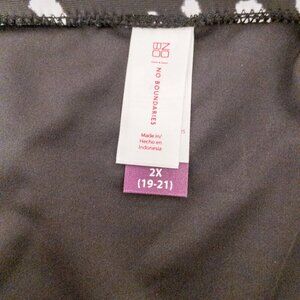 NO BOUNDARIES
Made in/
Hecho en
Indonesia
2X
(19-21)